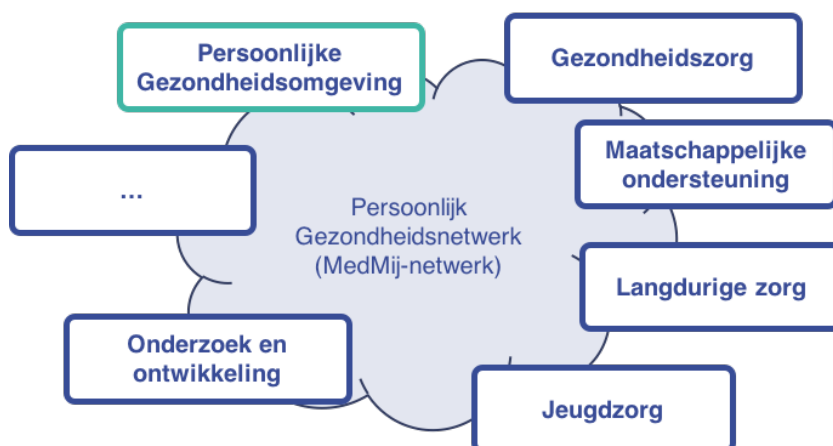 Persoonlijke
Gezondheidsomgeving
Gezondheidszorg
Maatschappelijke
ondersteuning
...
Persoonlijk
Gezondheidsnetwerk
(MedMij-netwerk)
Langdurige zorg
Onderzoek en
ontwikkeling
Jeugdzorg